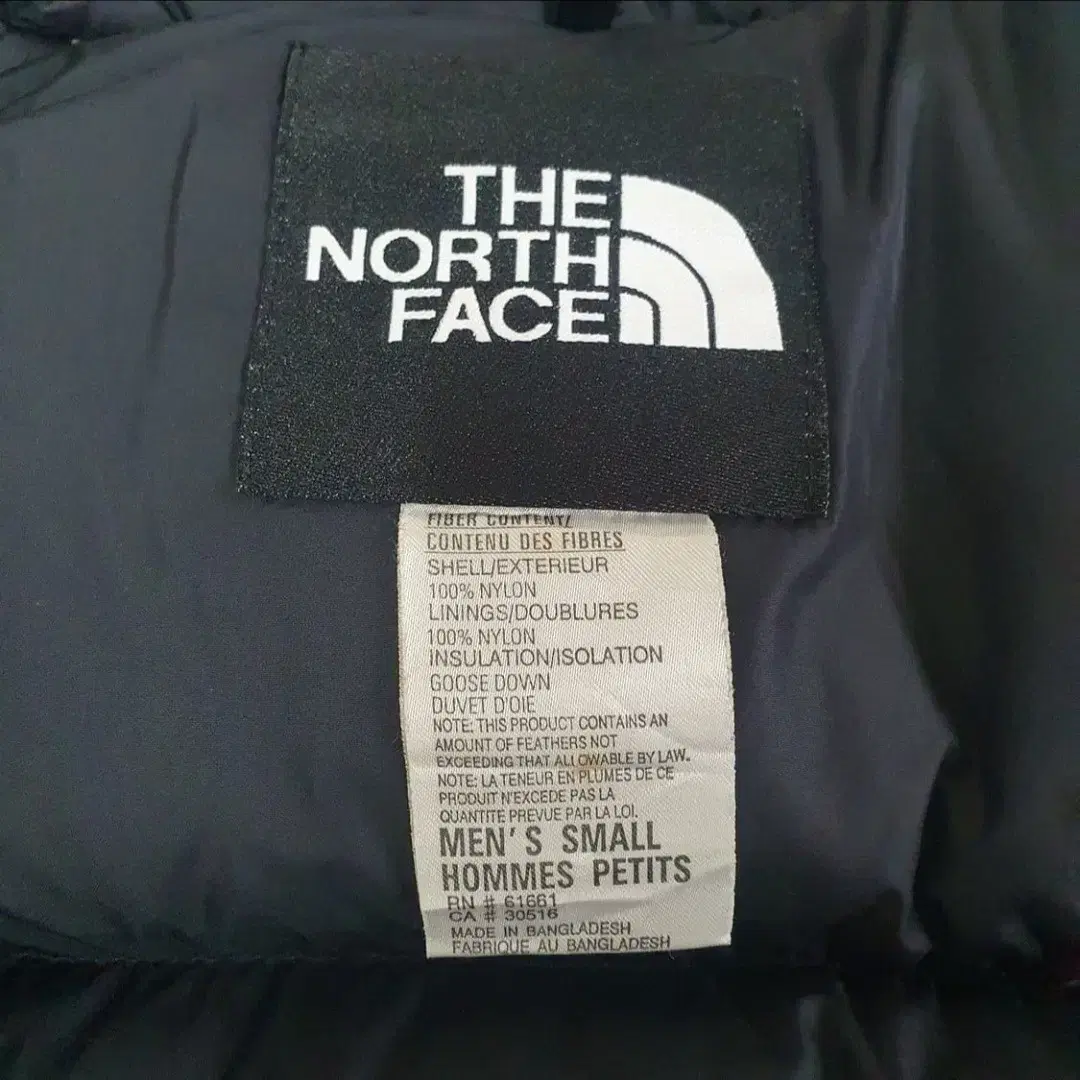 THE
NORTH
FACE
FIBER CONTENT/
CONTENU DES FIBRES
SHELL/EXTERIEUR
100% NYLON
LININGS/DOUBLURES
100% NYLON
INSULATION/ISOLATION
GOOSE DOWN
DUVET D'OIE
NOTE: THIS PRODUCT CONTAINS AN
AMOUNT OF FEATHERS NOT
EXCEEDING THAT ALLOWABLE BY LAW.
NOTE: LA TENEUR EN PLUMES DE CE
PRODUIT N'EXCEDE PAS LA
QUANTITE PREVUE PAR LA LOI.
MEN'S SMALL
HOMMES PETITS
RN # 61661
CA # 30516
MADE IN BANGLADESH
FABRIQUE AU BANGLADESH